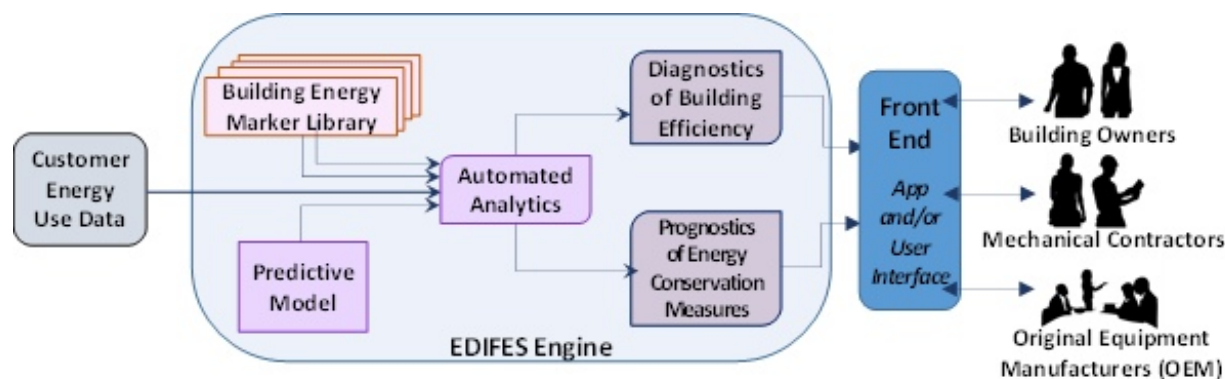 Customer
Energy
Use Data
Building Energy
Marker Library
Predictive
Model
Automated
Analytics
Diagnostics
of Building
Efficiency
Prognostics
of Energy
Conservation
Measures
EDIFES Engine
Front
End
App
and/or
User
Interface
Building Owners
Mechanical Contractors
Original Equipment
Manufacturers (OEM)